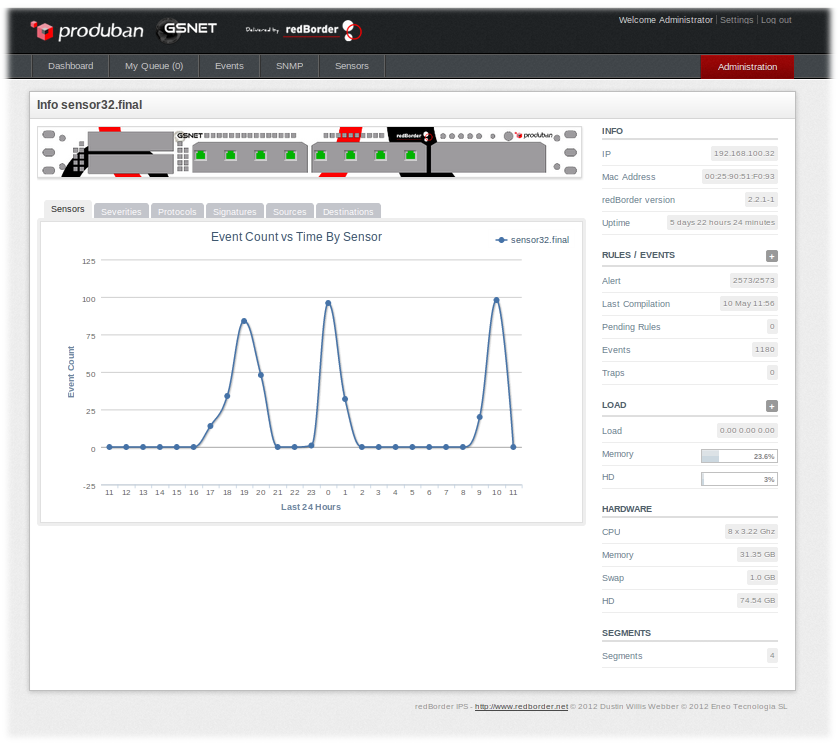 produban GSNET Delivered by redBorder
Welcome Administrator | Settings | Log out
Dashboard My Queue (0) Events SNMP Sensors Administration
Info sensor32.final
GSNET redBorder produban
Sensors Severities Protocols Signatures Sources Destinations
Event Count vs Time By Sensor
sensor32.final
Event Count
125
100
75
50
25
0
-25
11 12 13 14 15 16 17 18 19 20 21 22 23 0 1 2 3 4 5 6 7 8 9 10 11
Last 24 Hours
INFO
IP 192.168.100.32
Mac Address 00:25:90:51:F0:93
redBorder version 2.2.1-1
Uptime 5 days 22 hours 24 minutes
RULES / EVENTS +
Alert 2573/2573
Last Compilation 10 May 11:56
Pending Rules 0
Events 1180
Traps 0
LOAD +
Load 0.00 0.00 0.00
Memory 23.6%
HD 3%
HARDWARE
CPU 8 x 3.22 Ghz
Memory 31.35 GB
Swap 1.0 GB
HD 74.54 GB
SEGMENTS
Segments 4
redBorder IPS - http://www.redborder.net © 2012 Dustin Willis Webber © 2012 Eneo Tecnologia SL